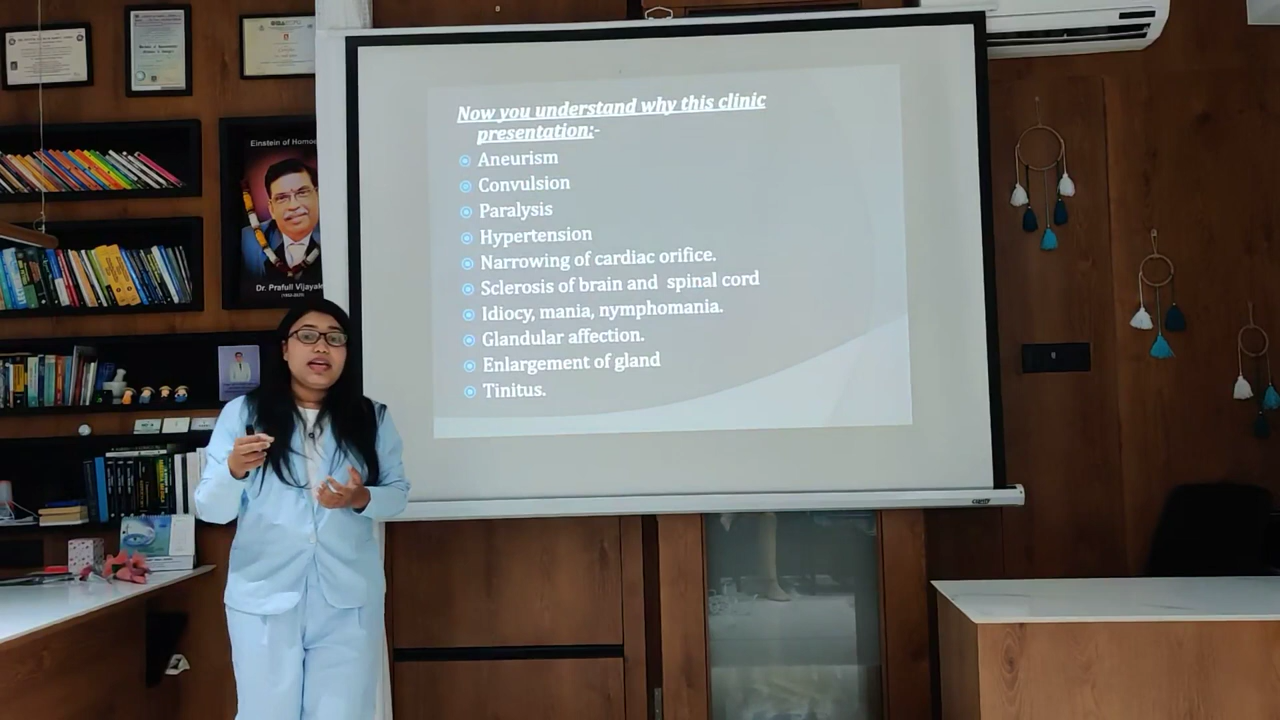 Einstein of Homoe
Dr. Prafull Vijayak
Now you understand why this clinic
presentation:-
Aneurism
Convulsion
Paralysis
Hypertension
Narrowing of cardiac orifice.
Sclerosis of brain and spinal cord
Idiocy, mania, nymphomania.
Glandular affection.
Enlargement of gland
Tinitus.